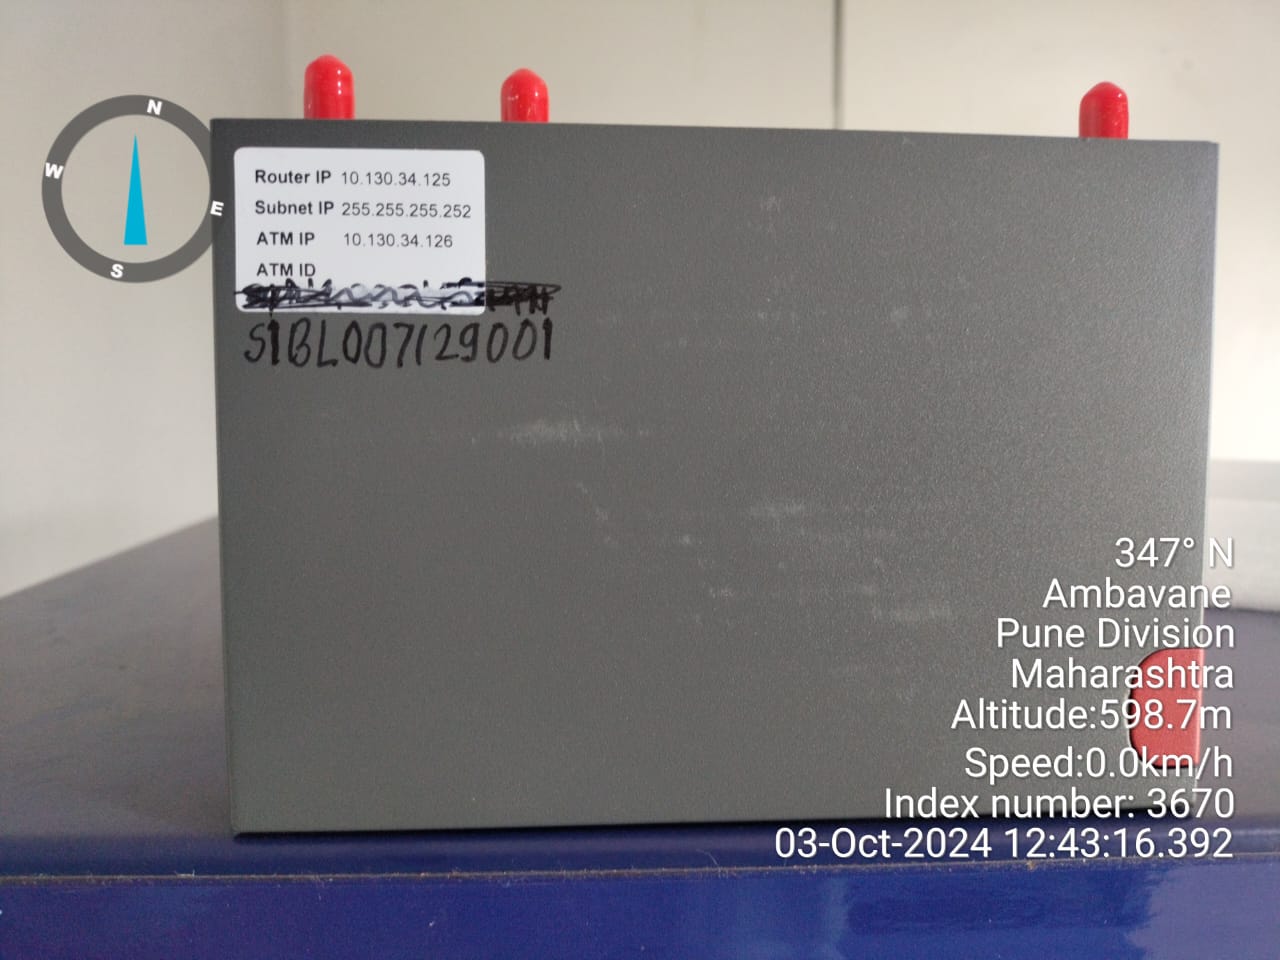 N
W
E
S
Router IP 10.130.34.125
Subnet IP 255.255.255.252
ATM IP 10.130.34.126
ATM ID
S1BL007129001
347° N
Ambavane
Pune Division
Maharashtra
Altitude:598.7m
Speed:0.0km/h
Index number: 3670
03-Oct-2024 12:43:16.392